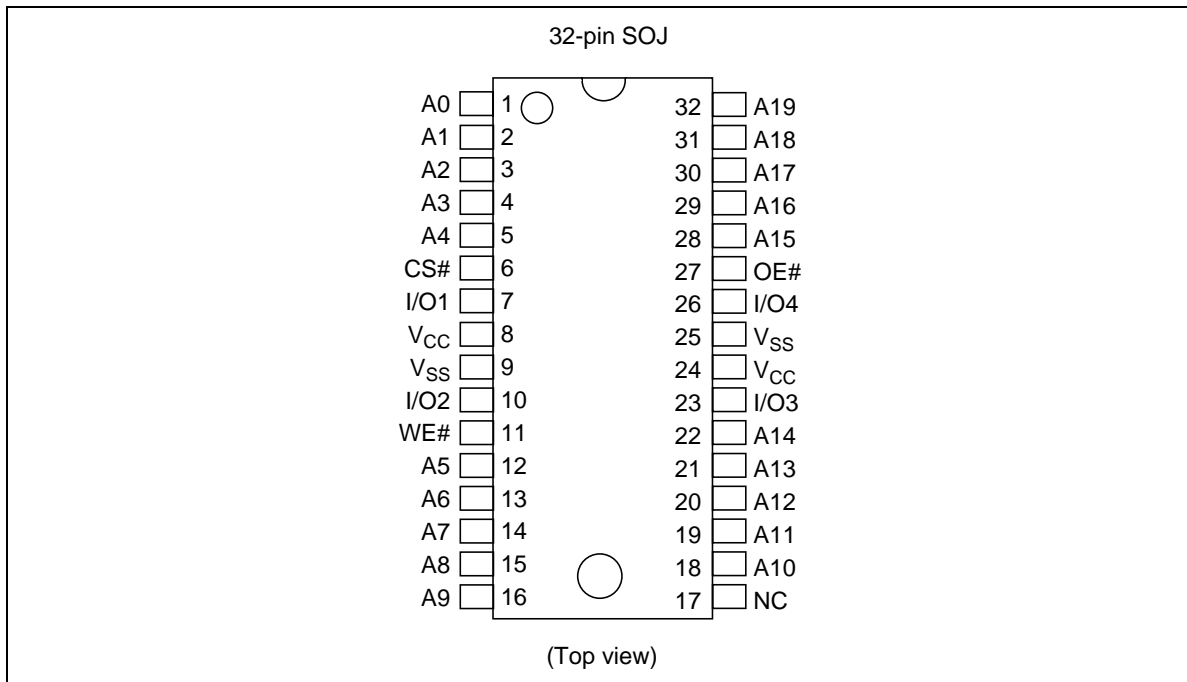 32-pin SOJ
A0 1 32 A19
A1 2 31 A18
A2 3 30 A17
A3 4 29 A16
A4 5 28 A15
CS# 6 27 OE#
I/O1 7 26 I/O4
VCC 8 25 VSS
VSS 9 24 VCC
I/O2 10 23 I/O3
WE# 11 22 A14
A5 12 21 A13
A6 13 20 A12
A7 14 19 A11
A8 15 18 A10
A9 16 17 NC
(Top view)